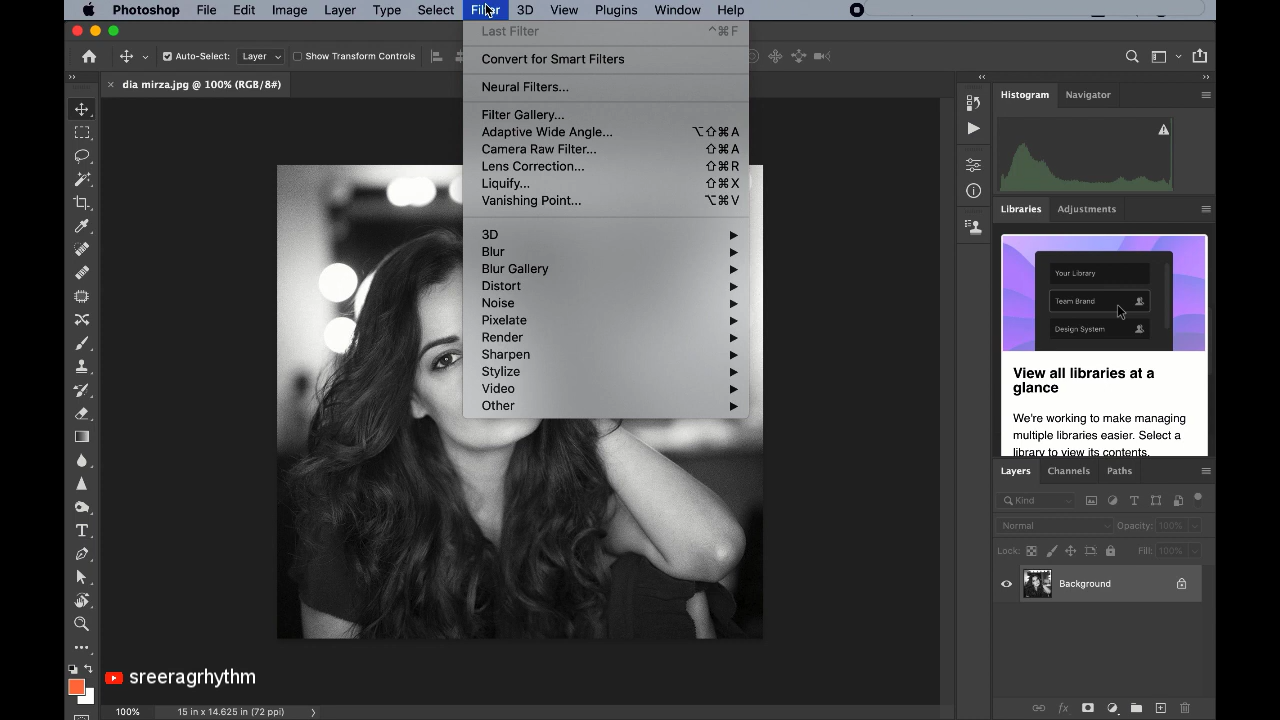 Photoshop File Edit Image Layer Type Select Filter 3D View Plugins Window Help
Auto-Select: Layer Show Transform Controls
dia mirza.jpg @ 100% (RGB/8#)
Last Filter ^⌘F
Convert for Smart Filters
Neural Filters...
Filter Gallery...
Adaptive Wide Angle... ⌥⇧⌘A
Camera Raw Filter... ⇧⌘A
Lens Correction... ⇧⌘R
Liquify... ⇧⌘X
Vanishing Point... ⌥⌘V
3D
Blur
Blur Gallery
Distort
Noise
Pixelate
Render
Sharpen
Stylize
Video
Other
Histogram Navigator
Libraries Adjustments
Your Library
Team Brand
Design System
View all libraries at a
glance
We're working to make managing
multiple libraries easier. Select a
library to view its contents.
Layers Channels Paths
Kind
Normal Opacity: 100%
Lock: Fill: 100%
Background
sreeragrhythm
100% 15 in x 14.625 in (72 ppi)